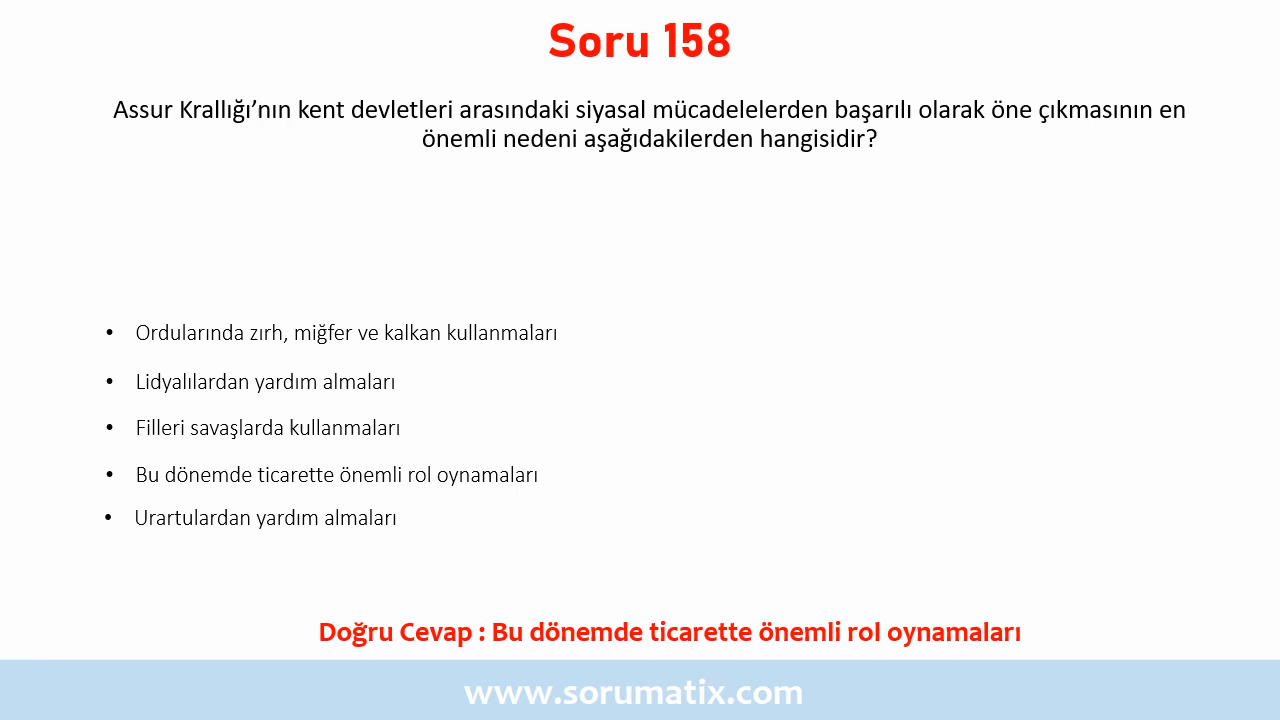 Soru 158
Assur Krallığı’nın kent devletleri arasındaki siyasal mücadelelerden başarılı olarak öne çıkmasının en
önemli nedeni aşağıdakilerden hangisidir?
• Ordularında zırh, miğfer ve kalkan kullanmaları
• Lidyalılardan yardım almaları
• Filleri savaşlarda kullanmaları
• Bu dönemde ticarette önemli rol oynamaları
• Urartulardan yardım almaları
Doğru Cevap : Bu dönemde ticarette önemli rol oynamaları
www.sorumatix.com